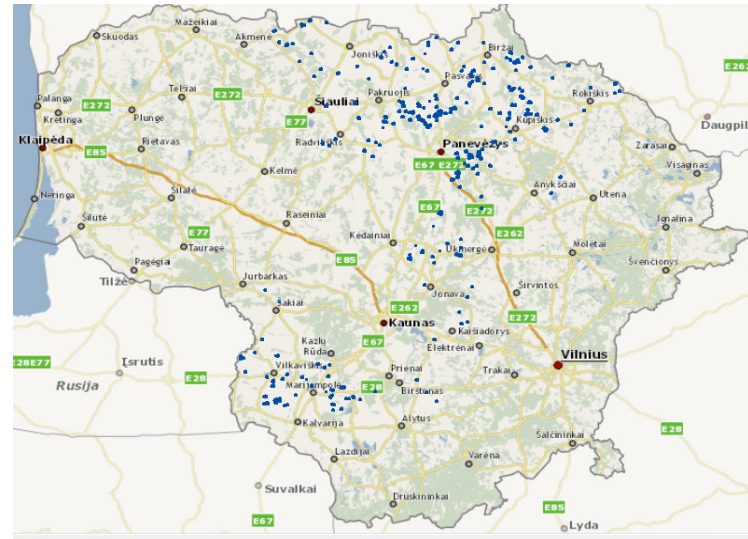 Mažeikiai
Skuodas
Akmenė
Joniškis
Biržai
E262
Telšiai
E272
Pasvalys
Palanga
E272
Šiauliai
Pakruojis
Rokiškis
Kretinga
Plungė
E77
Kupiškis
Daugpil
Klaipėda
E85
Rietavas
Radviliškis
Panevėžys
Zarasai
E67 E272
Visaginas
Kelmė
Neringa
Šilalė
Anykščiai
Utena
E67
E272
Šilutė
Raseiniai
E262
Ignalina
E77
Kėdainiai
Tauragė
Ukmergė
Molėtai
Pagėgiai
E85
Švenčionys
Tilžė
Jurbarkas
Jonava
Širvintos
Šakiai
E262
E272
Kaunas
Kaišiadorys
E67
Elektrėnai
Kazlų
Rūda
Vilnius
E28E77
Įsrutis
Vilkaviškis
Prienai
Trakai
Rusija
E28
Marijampolė
E28
Birštonas
Kalvarija
Alytus
E28
Šalčininkai
Lazdijai
Varėna
Suvalkai
Druskininkai
E85
E67
Lyda